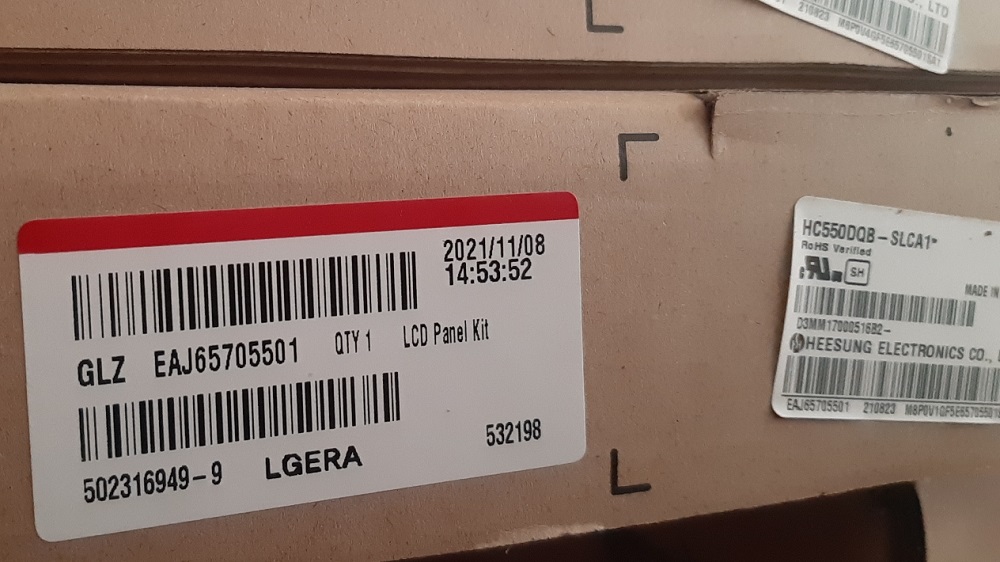 ., LTD
210823
2021/11/08
14:53:52
GLZ EAJ65705501 QTY 1 LCD Panel Kit
502316949-9 LGERA 532198
HC550DQB-SLCA1
RoHS Verified
SH
MADE IN
D3MM17000516B2-
HEESUNG ELECTRONICS CO.,
EAJ65705501 210823